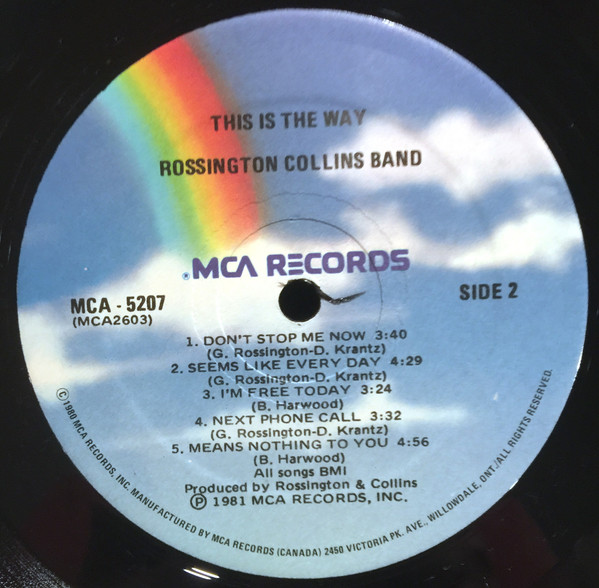 THIS IS THE WAY
ROSSINGTON COLLINS BAND
®MCA RECORDS
MCA - 5207
(MCA2603)
SIDE 2
1. DON'T STOP ME NOW 3:40
(G. Rossington-D. Krantz)
2. SEEMS LIKE EVERY DAY 4:29
(G. Rossington-D. Krantz)
3. I'M FREE TODAY 3:24
(B. Harwood)
4. NEXT PHONE CALL 3:32
(G. Rossington-D. Krantz)
5. MEANS NOTHING TO YOU 4:56
(B. Harwood)
All songs BMI
Produced by Rossington & Collins
℗ 1981 MCA RECORDS, INC.
© 1980 MCA RECORDS, INC. MANUFACTURED BY MCA RECORDS (CANADA) 2450 VICTORIA PK. AVE., WILLOWDALE, ONT./ALL RIGHTS RESERVED.